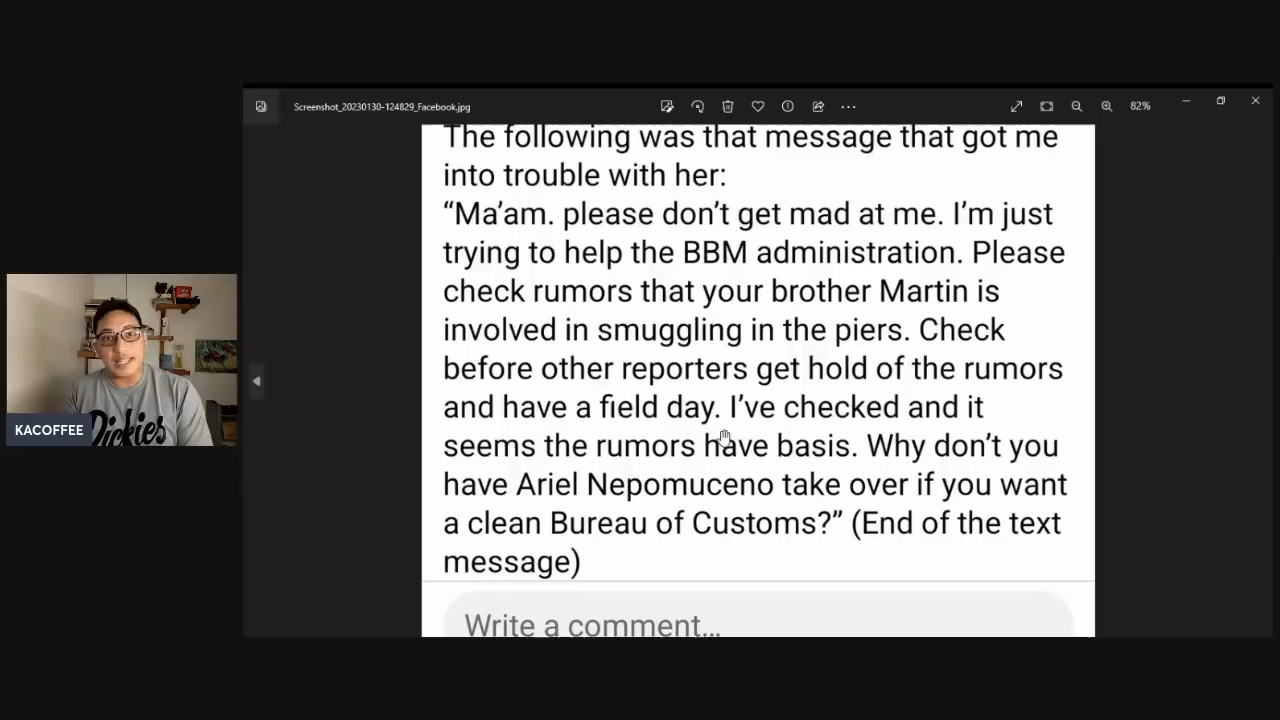 Screenshot_20230130-124829_Facebook.jpg
82%
The following was that message that got me
into trouble with her:
“Ma’am. please don’t get mad at me. I’m just
trying to help the BBM administration. Please
check rumors that your brother Martin is
involved in smuggling in the piers. Check
before other reporters get hold of the rumors
and have a field day. I’ve checked and it
seems the rumors have basis. Why don’t you
have Ariel Nepomuceno take over if you want
a clean Bureau of Customs?” (End of the text
message)
Write a comment...
Dickies
KACOFFEE